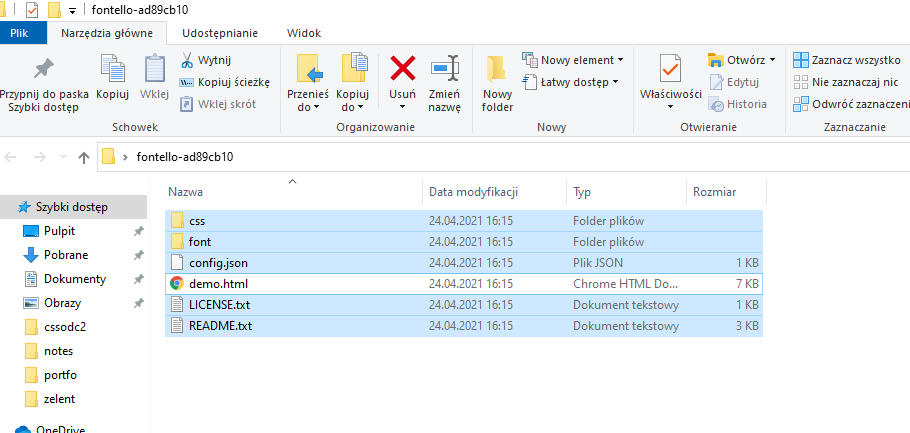 fontello-ad89cb10
Plik Narzędzia główne Udostępnianie Widok
Przypnij do paska Szybki dostęp
Kopiuj
Wklej
Wytnij
Kopiuj ścieżkę
Wklej skrót
Schowek
Przenieś do
Kopiuj do
Usuń
Zmień nazwę
Organizowanie
Nowy folder
Nowy element
Łatwy dostęp
Nowy
Właściwości
Otwórz
Edytuj
Historia
Otwieranie
Zaznacz wszystko
Nie zaznaczaj nic
Odwróć zaznaczeni
Zaznaczanie
fontello-ad89cb10
Szybki dostęp
Pulpit
Pobrane
Dokumenty
Obrazy
cssodc2
notes
portfo
zelent
OneDrive
Nazwa Data modyfikacji Typ Rozmiar
css 24.04.2021 16:15 Folder plików
font 24.04.2021 16:15 Folder plików
config.json 24.04.2021 16:15 Plik JSON 1 KB
demo.html 24.04.2021 16:15 Chrome HTML Do... 7 KB
LICENSE.txt 24.04.2021 16:15 Dokument tekstowy 1 KB
README.txt 24.04.2021 16:15 Dokument tekstowy 3 KB